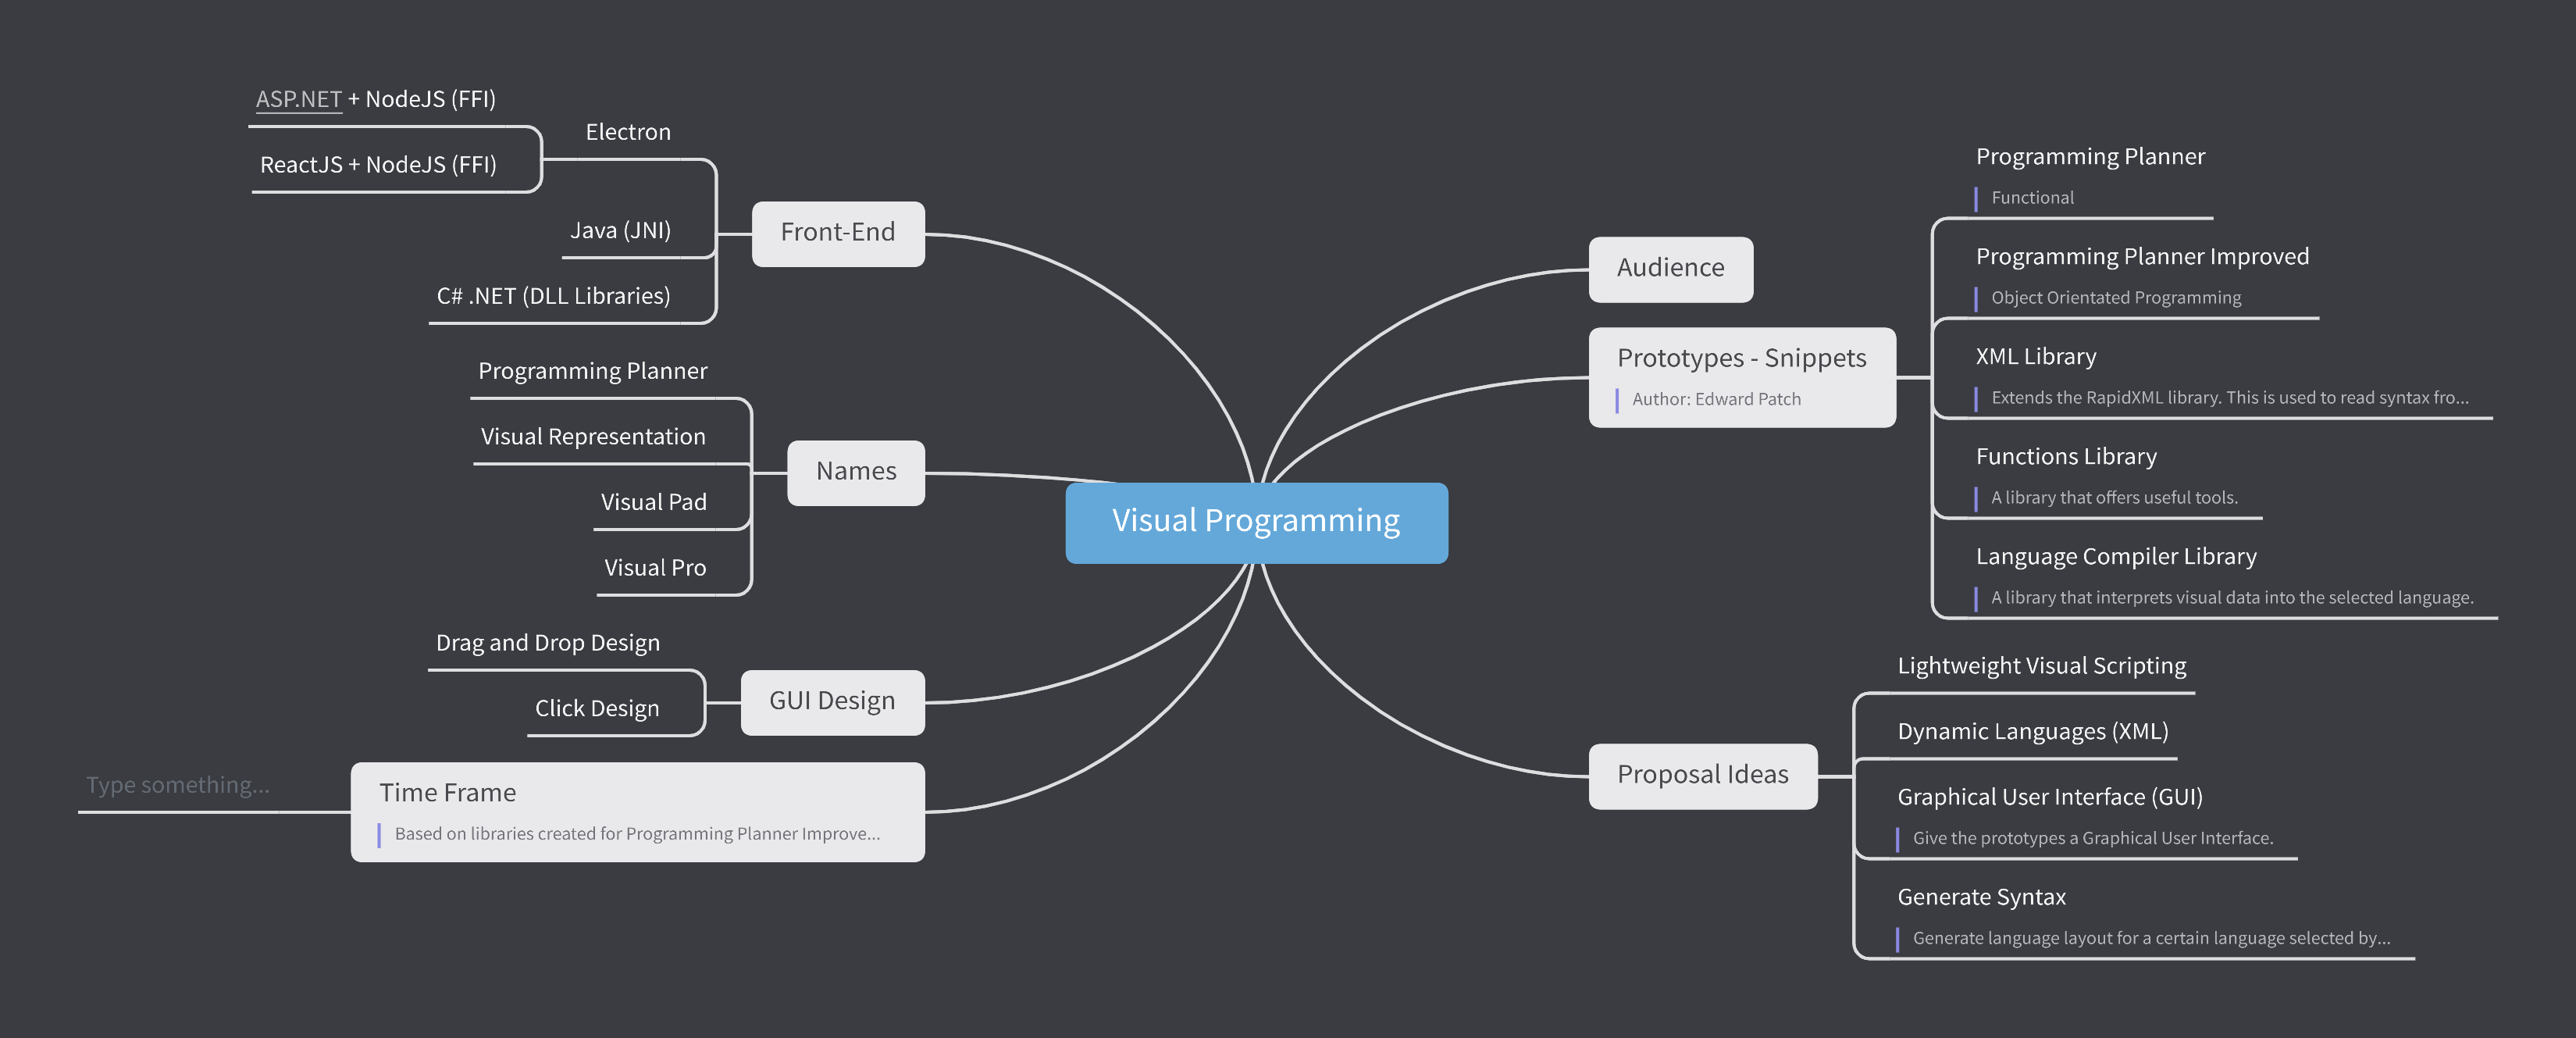 ASP.NET + NodeJS (FFI)
ReactJS + NodeJS (FFI)
Electron
Java (JNI)
C# .NET (DLL Libraries)
Front-End
Programming Planner
Visual Representation
Visual Pad
Visual Pro
Names
Drag and Drop Design
Click Design
GUI Design
Type something...
Time Frame
Based on libraries created for Programming Planner Improve...
Visual Programming
Audience
Prototypes - Snippets
Author: Edward Patch
Programming Planner
Functional
Programming Planner Improved
Object Orientated Programming
XML Library
Extends the RapidXML library. This is used to read syntax fro...
Functions Library
A library that offers useful tools.
Language Compiler Library
A library that interprets visual data into the selected language.
Proposal Ideas
Lightweight Visual Scripting
Dynamic Languages (XML)
Graphical User Interface (GUI)
Give the prototypes a Graphical User Interface.
Generate Syntax
Generate language layout for a certain language selected by...